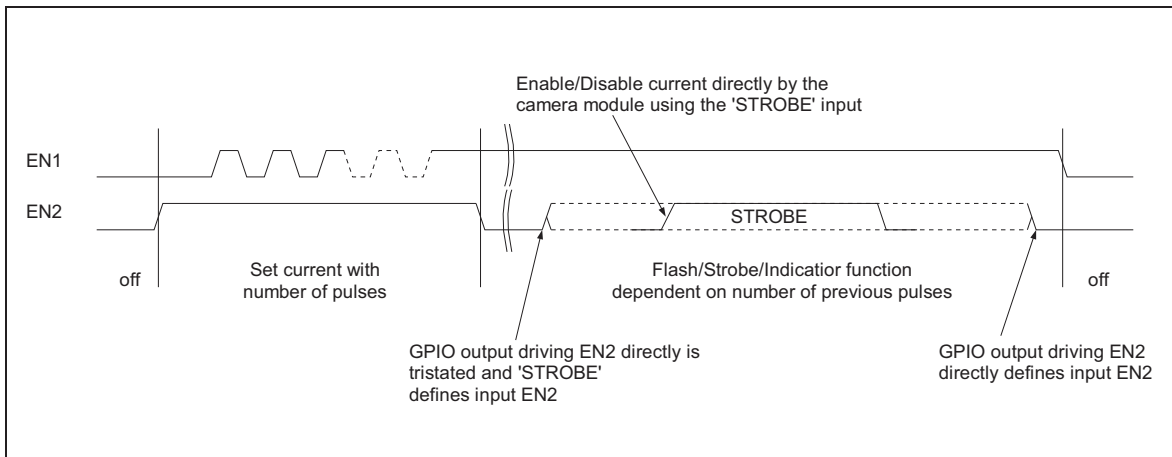 Enable/Disable current directly by the
camera module using the 'STROBE' input
EN1
EN2
STROBE
off
Set current with
number of pulses
Flash/Strobe/Indicatior function
dependent on number of previous pulses
off
GPIO output driving EN2 directly is
tristated and 'STROBE'
defines input EN2
GPIO output driving EN2
directly defines input EN2